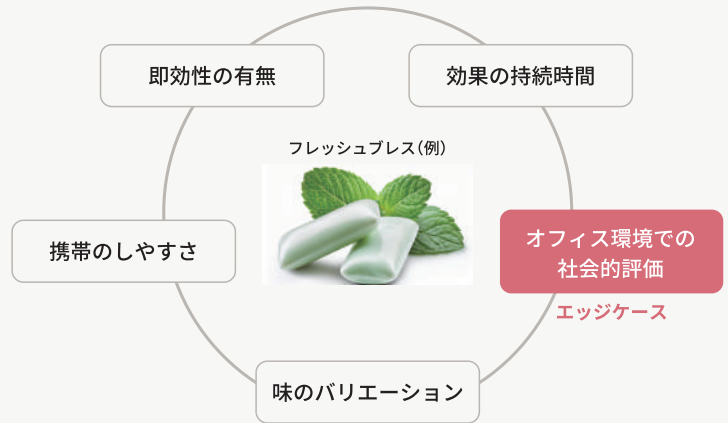 即効性の有無
効果の持続時間
フレッシュブレス(例)
携帯のしやすさ
オフィス環境での
社会的評価
エッジケース
味のバリエーション